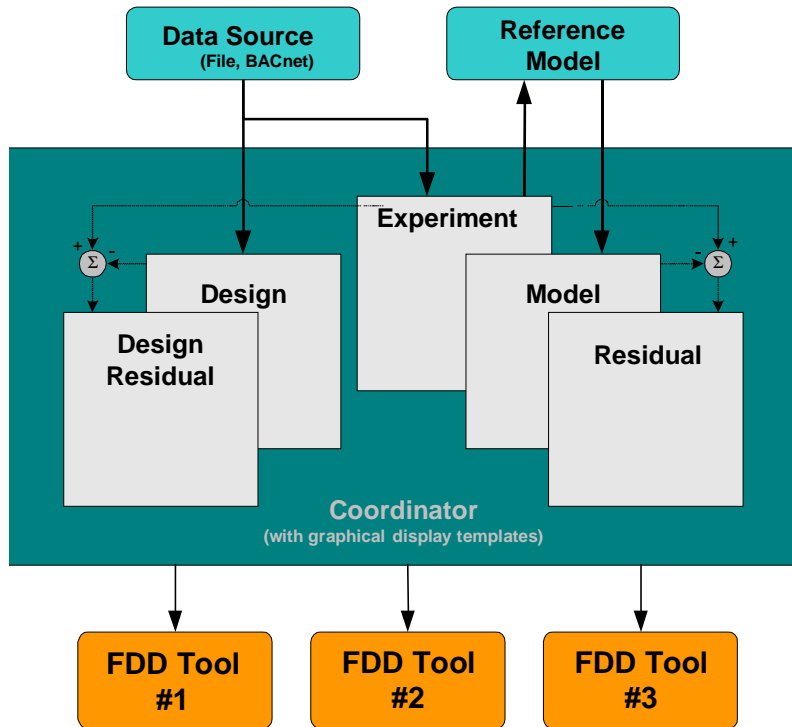 Data Source
(File, BACnet)
Reference
Model
Experiment
+
-
Σ
Design
Model
-
+
Σ
Design
Residual
Residual
Coordinator
(with graphical display templates)
FDD Tool
#1
FDD Tool
#2
FDD Tool
#3